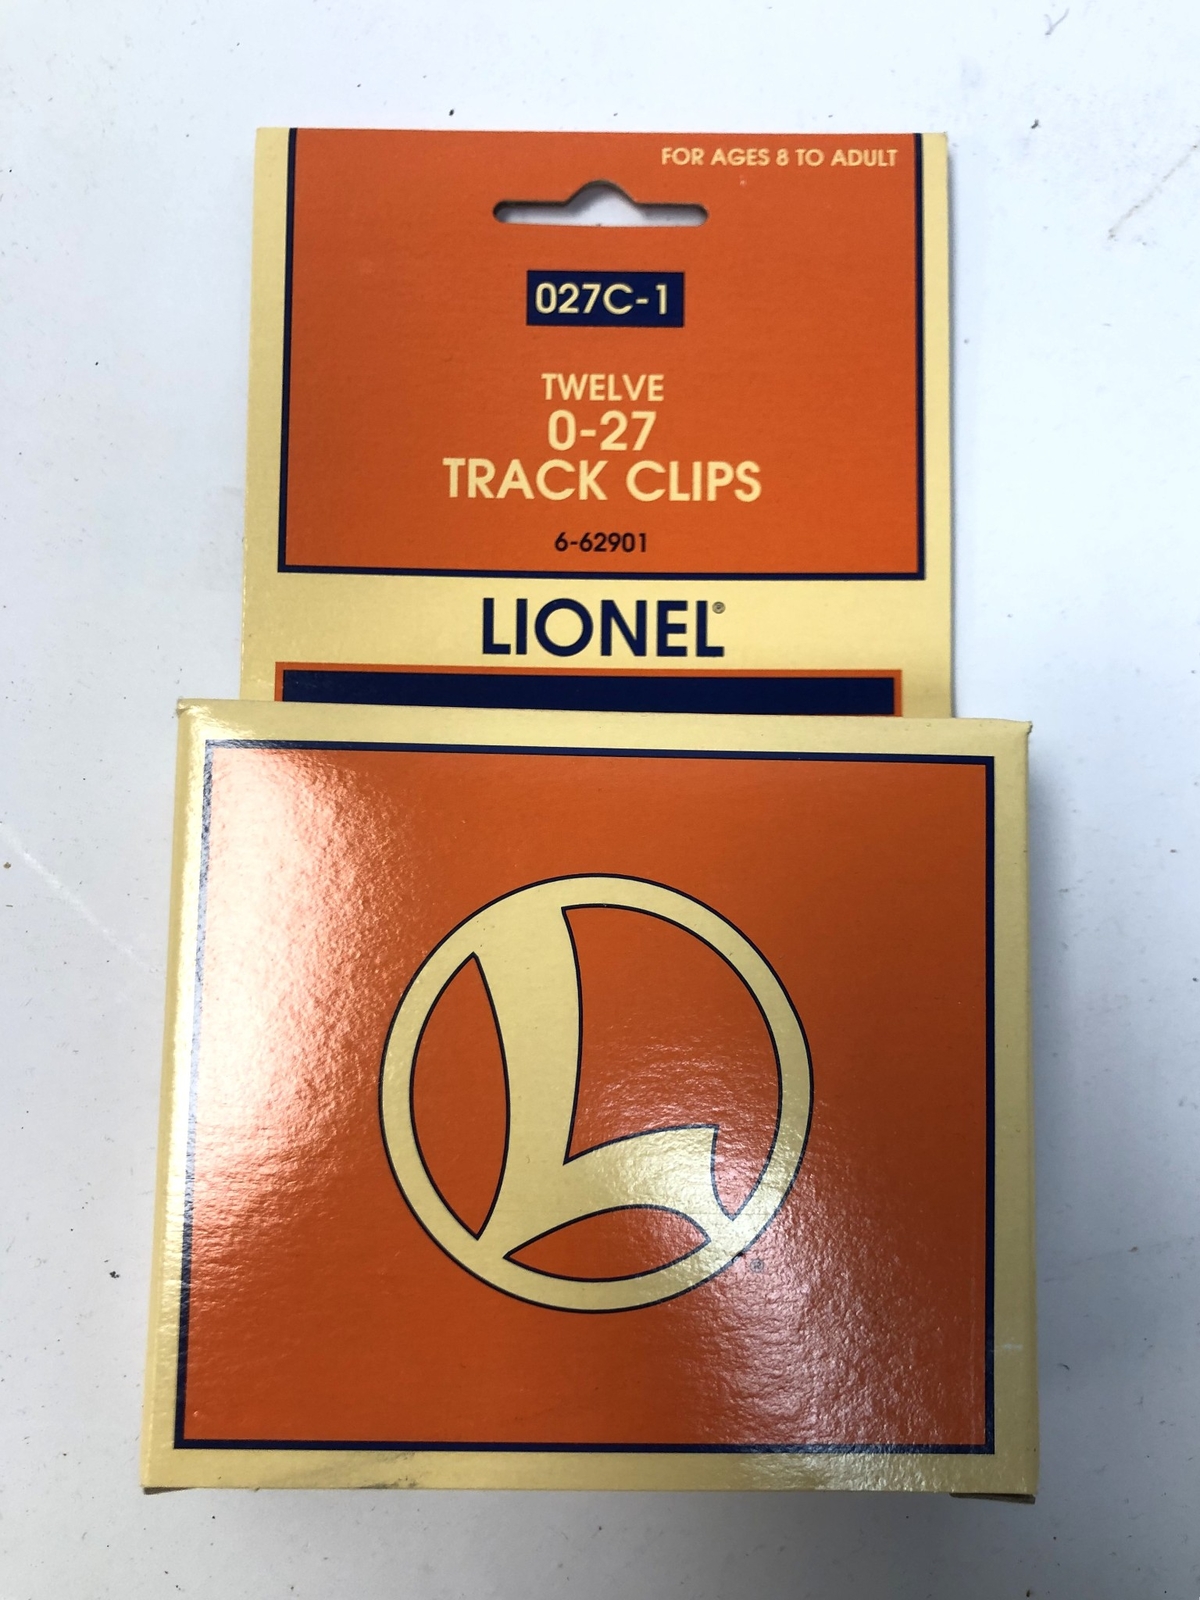 FOR AGES 8 TO ADULT
027C-1
TWELVE
0-27
TRACK CLIPS
6-62901
LIONEL®
L
®